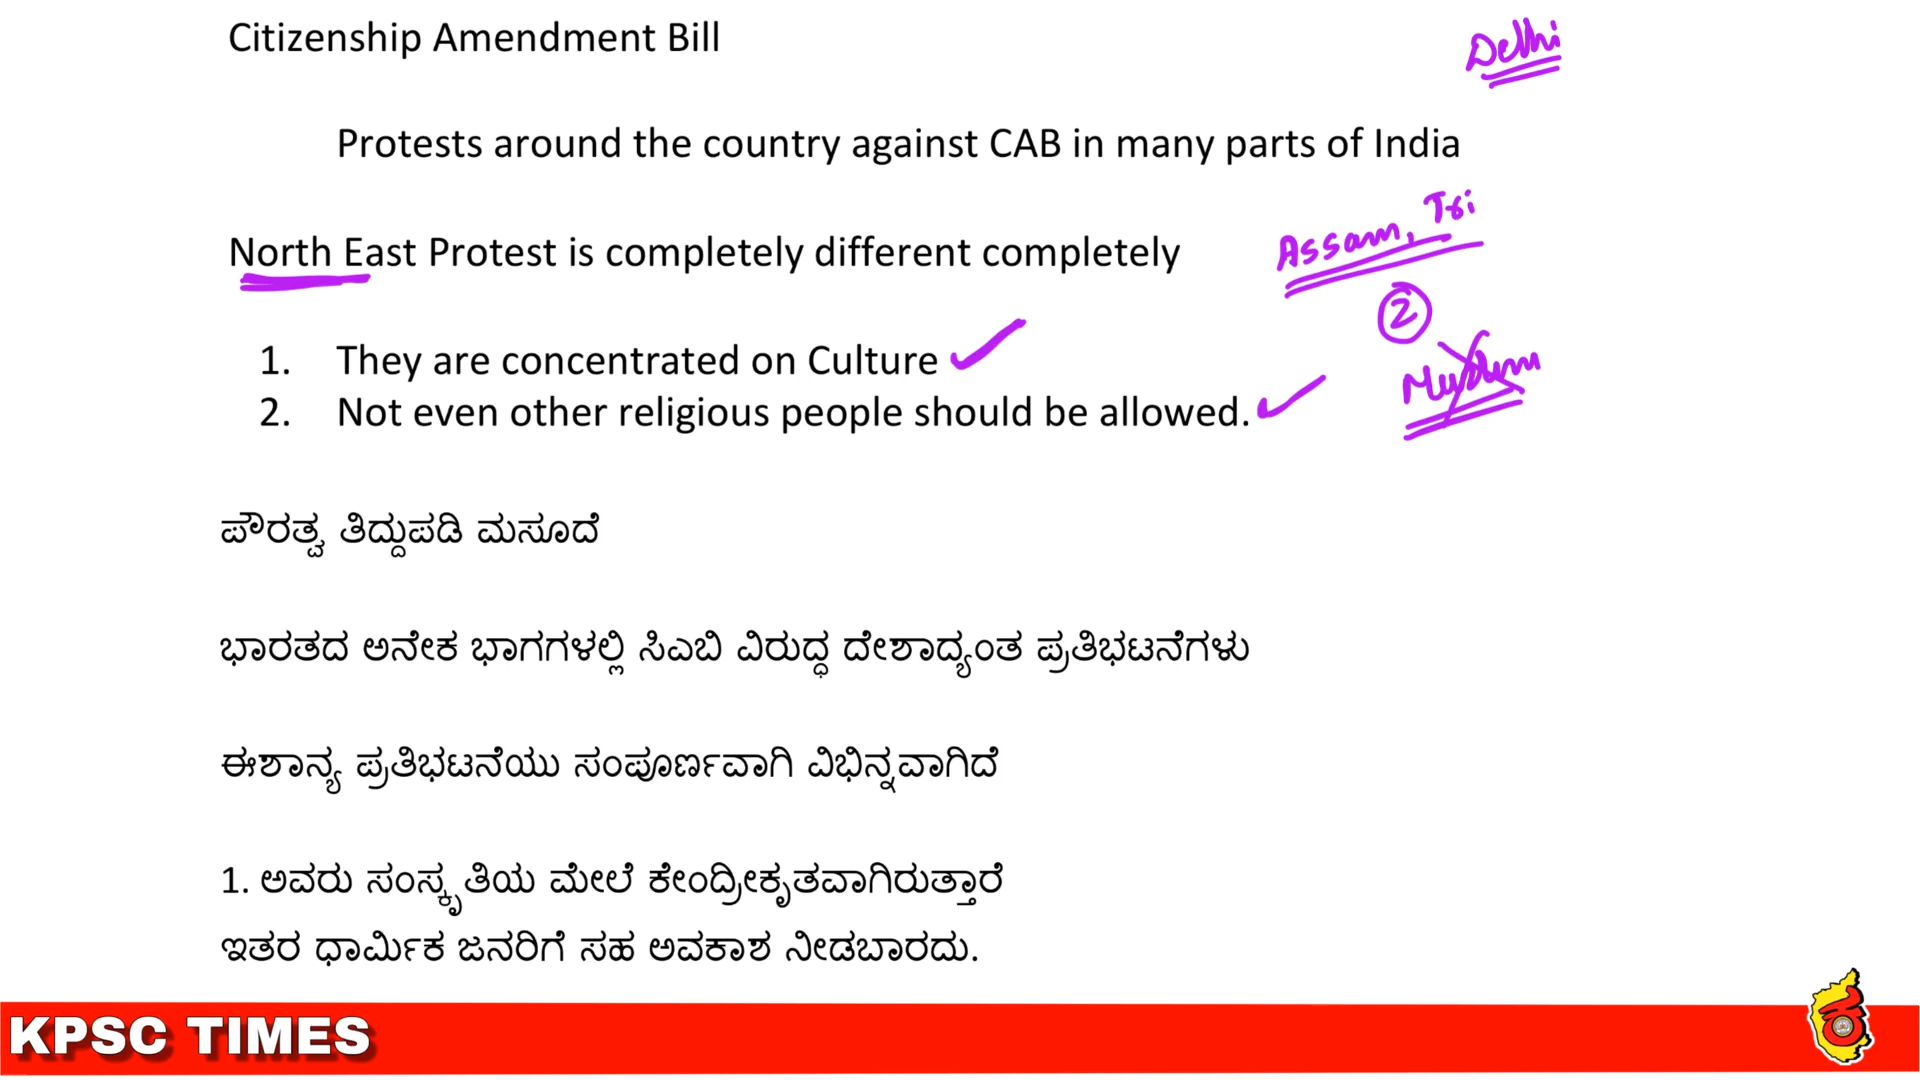 Citizenship Amendment Bill
Delhi
Protests around the country against CAB in many parts of India
Assam, Tri
North East Protest is completely different completely
2
1. They are concentrated on Culture
2. Not even other religious people should be allowed.
ಪೌರತ್ವ ತಿದ್ದುಪಡಿ ಮಸೂದೆ
ಭಾರತದ ಅನೇಕ ಭಾಗಗಳಲ್ಲಿ ಸಿಎಬಿ ವಿರುದ್ಧ ದೇಶಾದ್ಯಂತ ಪ್ರತಿಭಟನೆಗಳು
ಈಶಾನ್ಯ ಪ್ರತಿಭಟನೆಯು ಸಂಪೂರ್ಣವಾಗಿ ವಿಭಿನ್ನವಾಗಿದೆ
1. ಅವರು ಸಂಸ್ಕೃತಿಯ ಮೇಲೆ ಕೇಂದ್ರೀಕೃತವಾಗಿರುತ್ತಾರೆ
ಇತರ ಧಾರ್ಮಿಕ ಜನರಿಗೆ ಸಹ ಅವಕಾಶ ನೀಡಬಾರದು.
KPSC TIMES